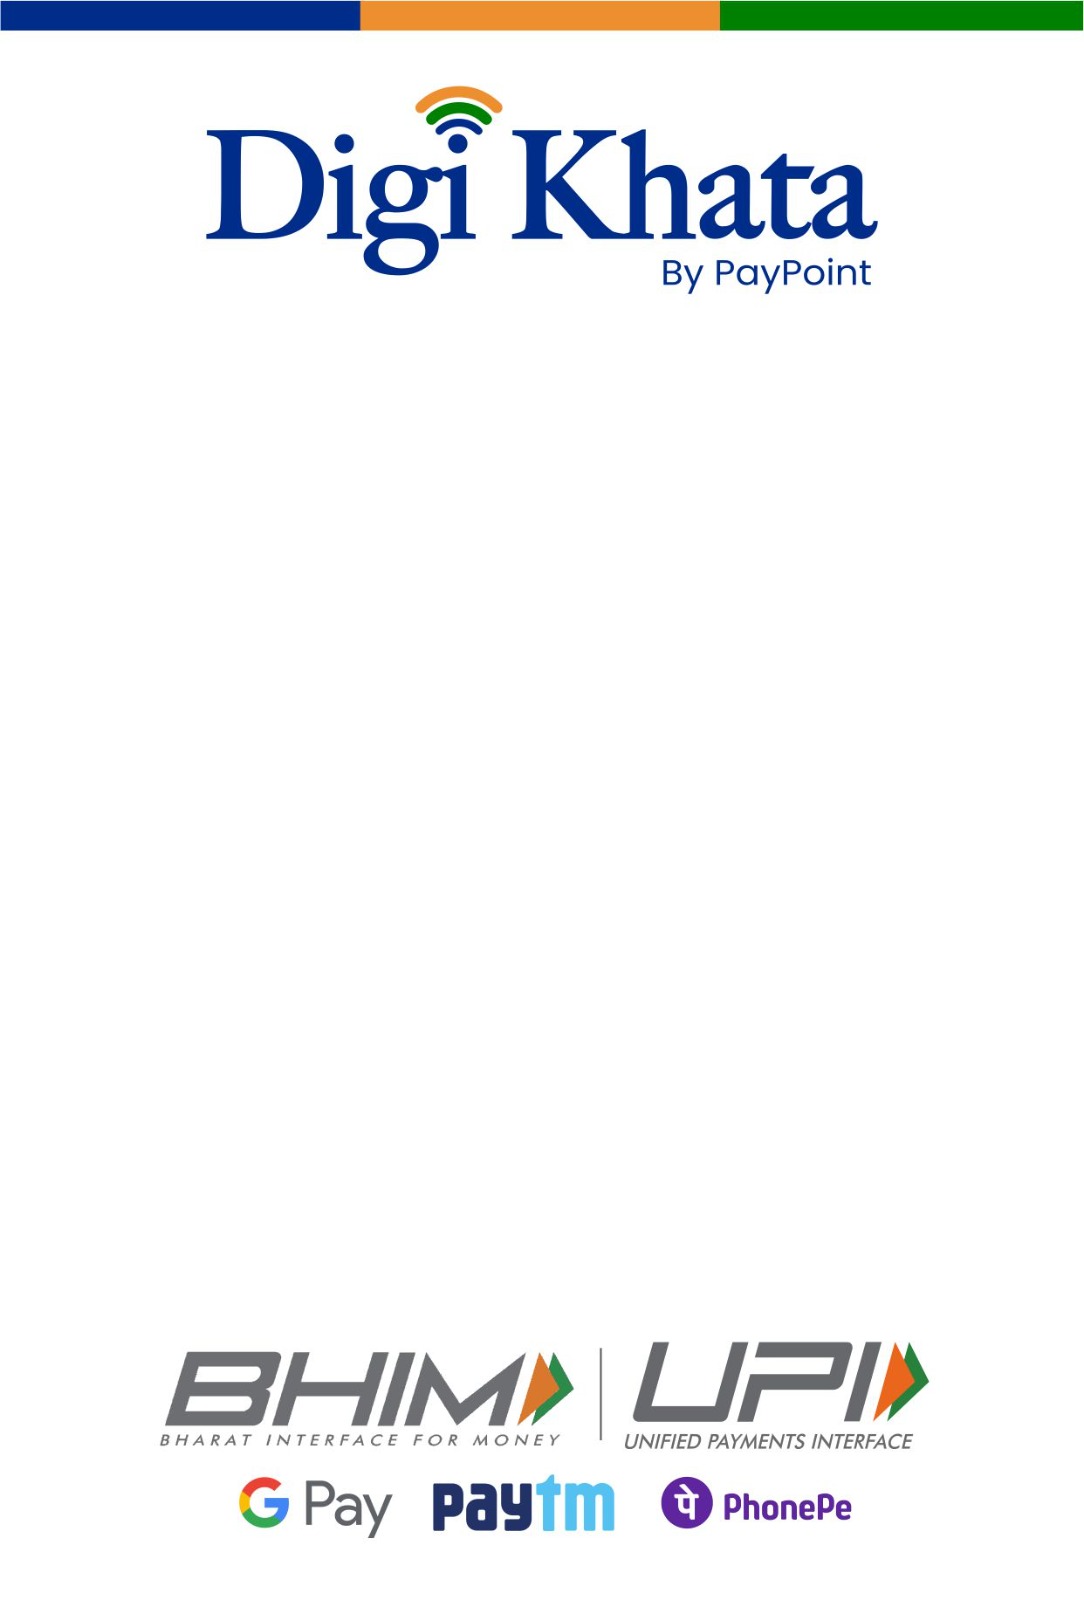 Digi Khata
By PayPoint
BHIM
BHARAT INTERFACE FOR MONEY
UPI
UNIFIED PAYMENTS INTERFACE
G Pay
paytm
पे PhonePe